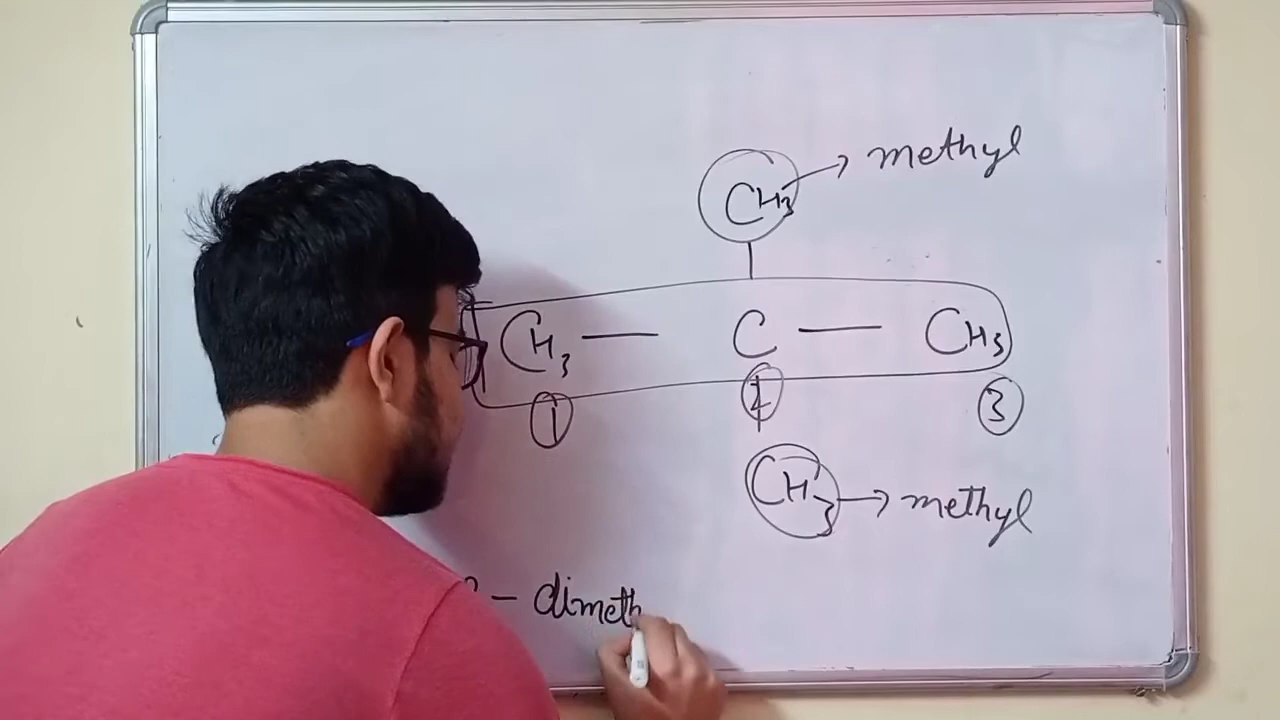 CH3 → methyl
CH3 — C — CH3
1 2 3
CH3 → methyl
- dimeth